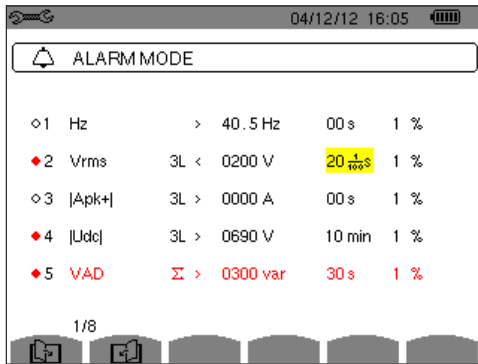 04/12/12 16:05
ALARM MODE
1 Hz > 40.5 Hz 00 s 1 %
2 Vrms 3L < 0200 V 20 1/100 s 1 %
3 |Apk+| 3L > 0000 A 00 s 1 %
4 |Udc| 3L > 0690 V 10 min 1 %
5 VAD Σ > 0300 var 30 s 1 %
1/8